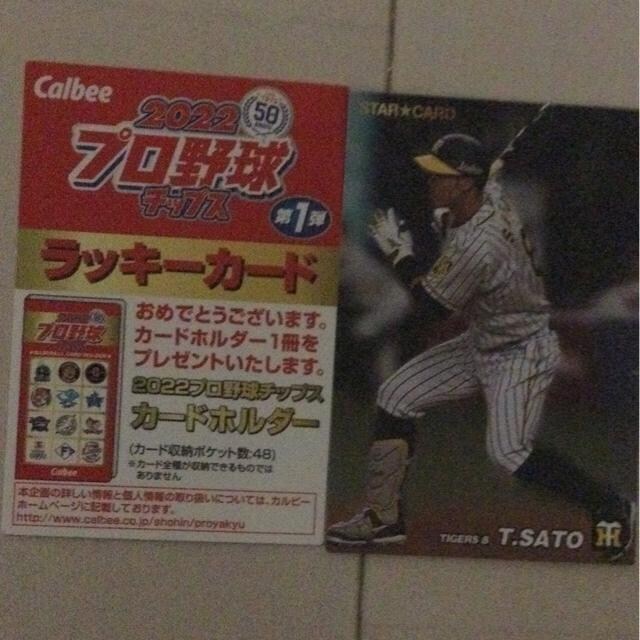 Calbee
2022
50
プロ野球
チップス
第1弾
ラッキーカード
おめでとうございます。
カードホルダー1冊を
プレゼントいたします。
2022プロ野球チップス
カードホルダー
(カード収納ポケット数:48)
※カード全種が収納できるものでは
ありません
プロ野球
Calbee
本企画の詳しい情報と個人情報の取り扱いについては、カルビー
ホームページに記載しております。
http://www.calbee.co.jp/shohin/proyakyu
STAR★CARD
TIGERS 8 T.SATO